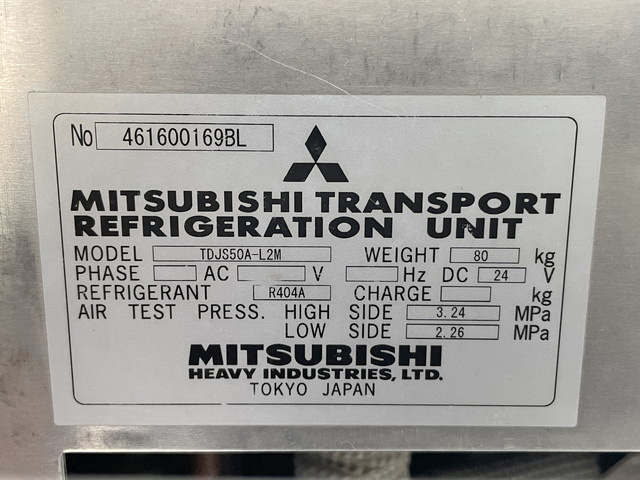 No 461600169BL
MITSUBISHI TRANSPORT
REFRIGERATION UNIT
MODEL TDJS50A-L2M WEIGHT 80 kg
PHASE AC V Hz DC 24 V
REFRIGERANT R404A CHARGE kg
AIR TEST PRESS. HIGH SIDE 3.24 MPa
LOW SIDE 2.26 MPa
MITSUBISHI
HEAVY INDUSTRIES, LTD.
TOKYO JAPAN